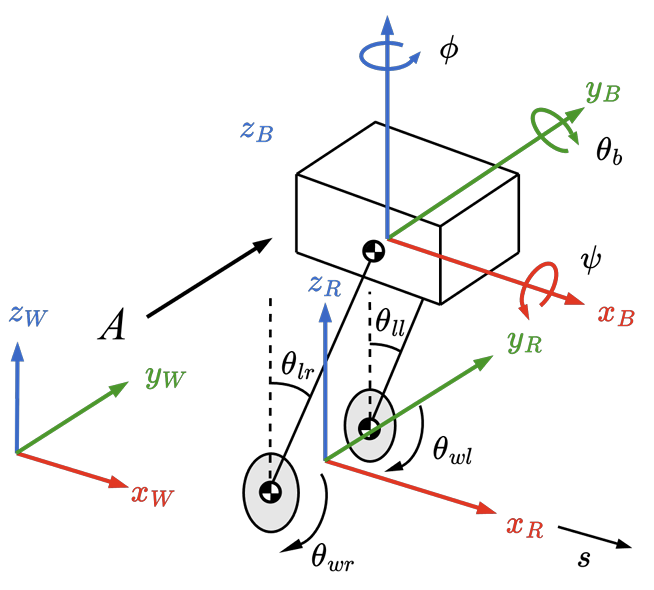 ϕ
y_B
z_B
θ_b
ψ
z_R
x_B
z_W
A
θ_ll
y_R
y_W
θ_lr
θ_wl
x_W
x_R
s
θ_wr